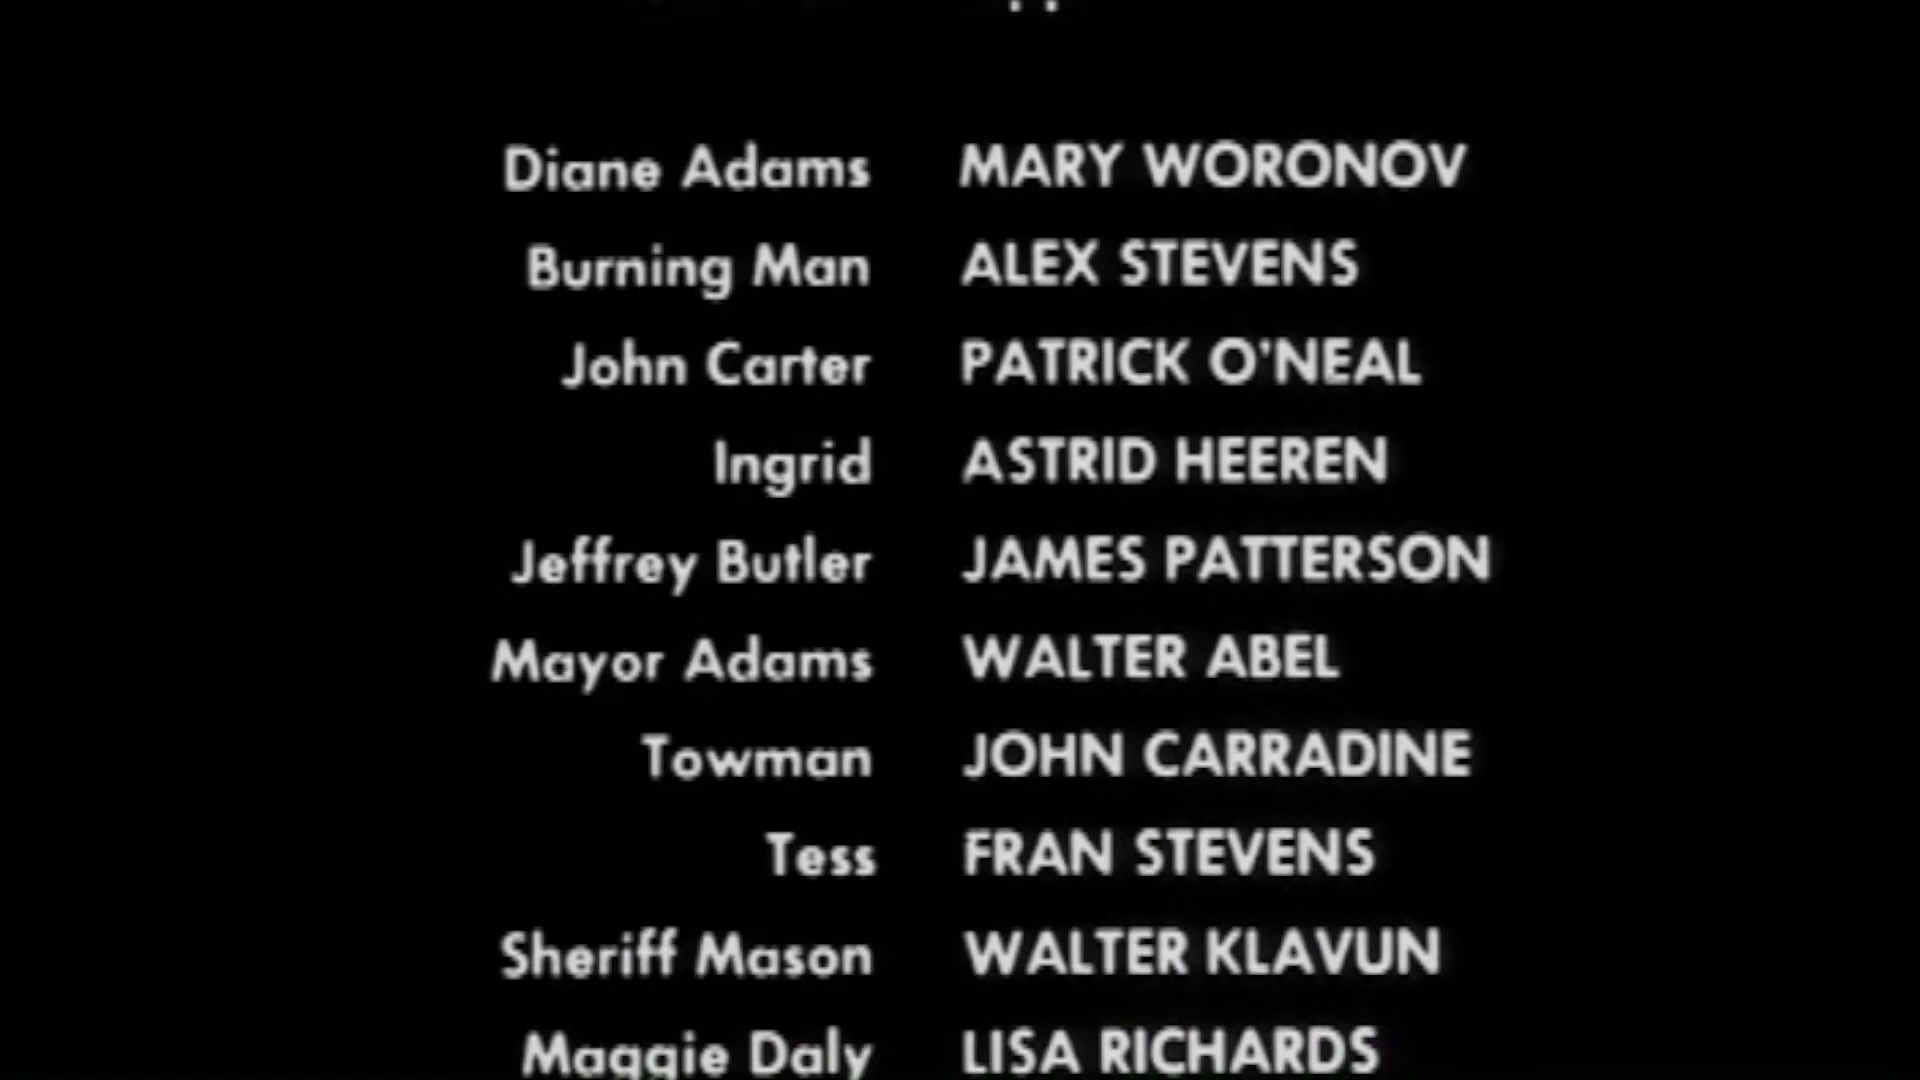 Diane Adams MARY WORONOV
Burning Man ALEX STEVENS
John Carter PATRICK O'NEAL
Ingrid ASTRID HEEREN
Jeffrey Butler JAMES PATTERSON
Mayor Adams WALTER ABEL
Towman JOHN CARRADINE
Tess FRAN STEVENS
Sheriff Mason WALTER KLAVUN
Maggie Daly LISA RICHARDS